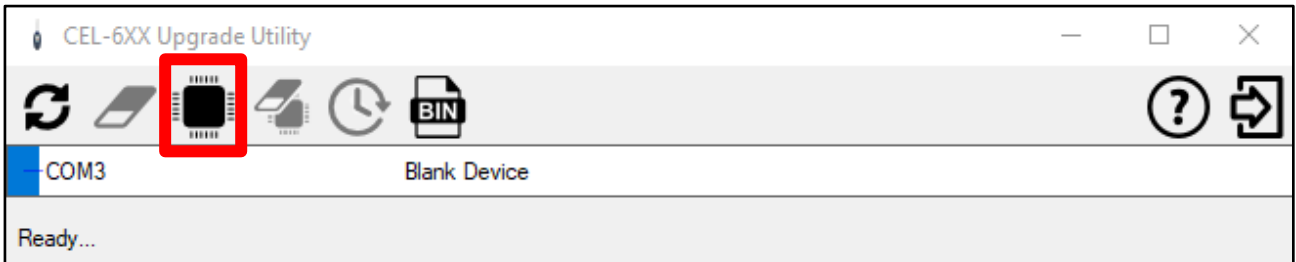 CEL-6XX Upgrade Utility
BIN
?
COM3 Blank Device
Ready...